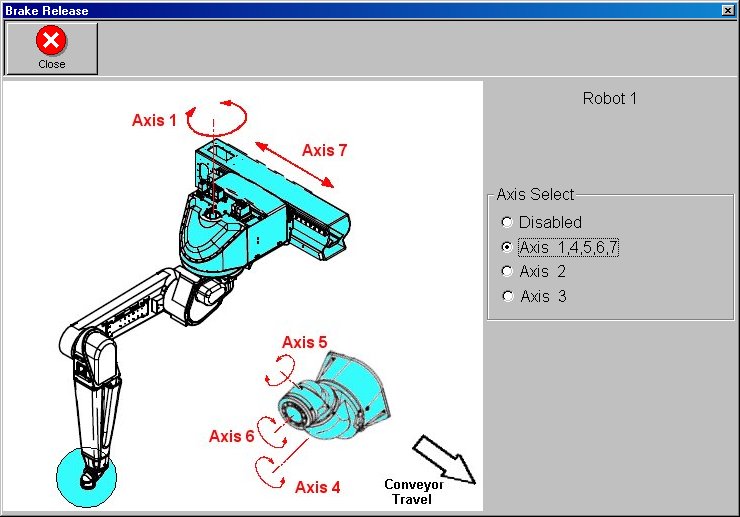 Brake Release
Close
Robot 1
Axis 1
Axis 7
Axis Select
Disabled
Axis 1,4,5,6,7
Axis 2
Axis 3
Axis 5
Axis 6
Axis 4
Conveyor
Travel